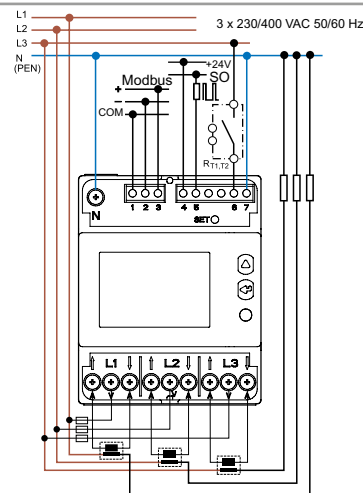 L1
3 x 230/400 VAC 50/60 Hz
L2
L3
N
(PEN)
+24V
Modbus
SO
+
−
COM
RT1,T2
N
1 2 3 4 5 6 7
SET
L1 L2 L3